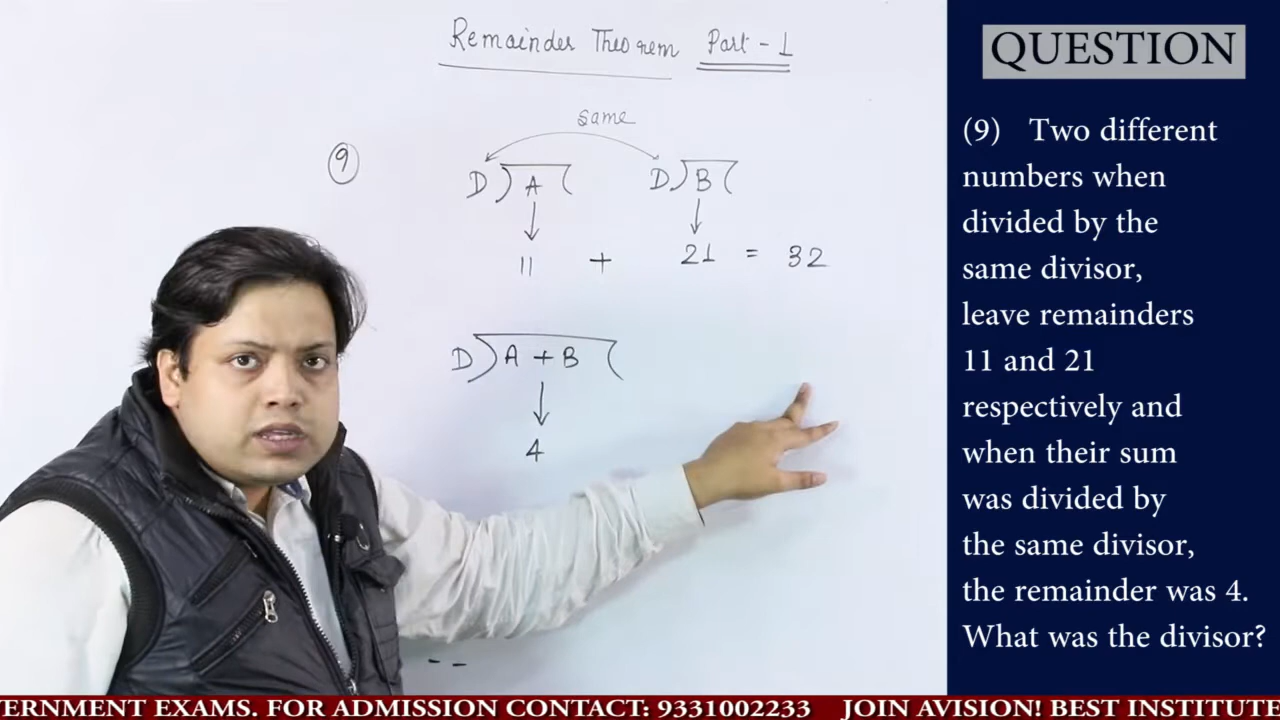 Remainder Theorem Part - 1
same
9
D A D B
11 + 21 = 32
D A + B
4
QUESTION
(9) Two different
numbers when
divided by the
same divisor,
leave remainders
11 and 21
respectively and
when their sum
was divided by
the same divisor,
the remainder was 4.
What was the divisor?
ERNMENT EXAMS. FOR ADMISSION CONTACT: 9331002233 JOIN AVISION! BEST INSTITUTE